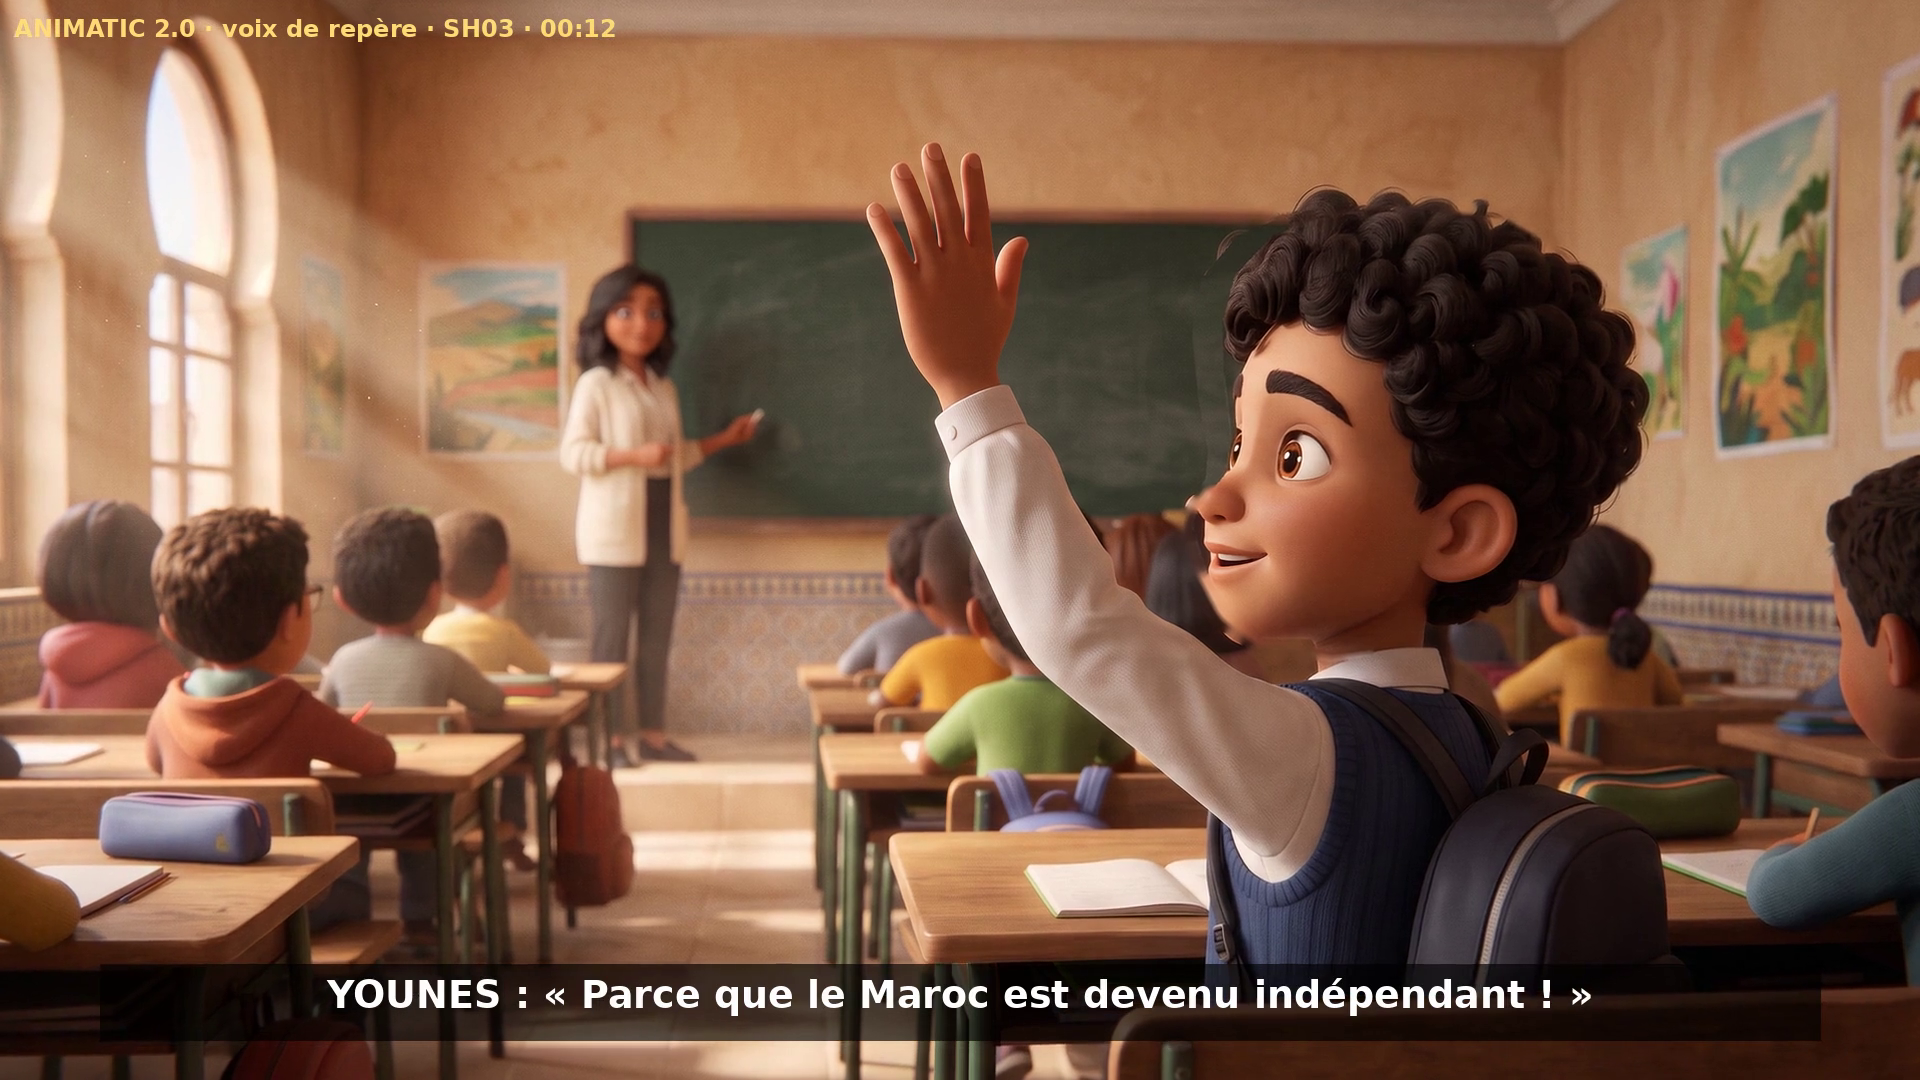 ANIMATIC 2.0 · voix de repère · SH03 · 00:12
YOUNES : « Parce que le Maroc est devenu indépendant ! »